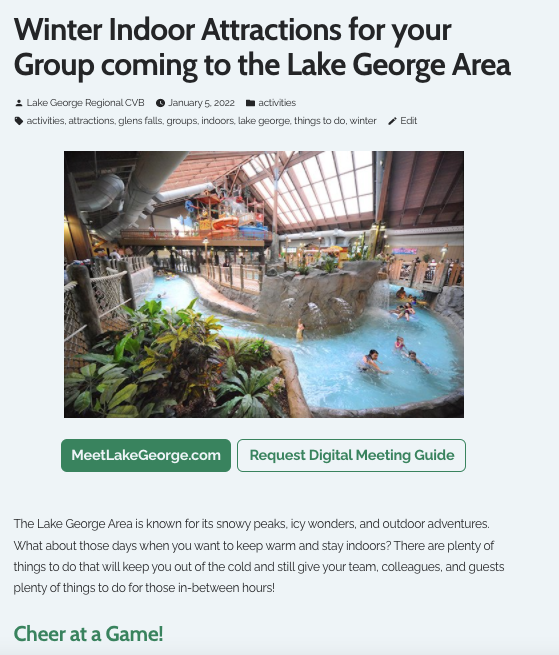 Winter Indoor Attractions for your
Group coming to the Lake George Area
Lake George Regional CVB January 5, 2022 activities
activities, attractions, glens falls, groups, indoors, lake george, things to do, winter Edit
MeetLakeGeorge.com Request Digital Meeting Guide
The Lake George Area is known for its snowy peaks, icy wonders, and outdoor adventures.
What about those days when you want to keep warm and stay indoors? There are plenty of
things to do that will keep you out of the cold and still give your team, colleagues, and guests
plenty of things to do for those in-between hours!
Cheer at a Game!